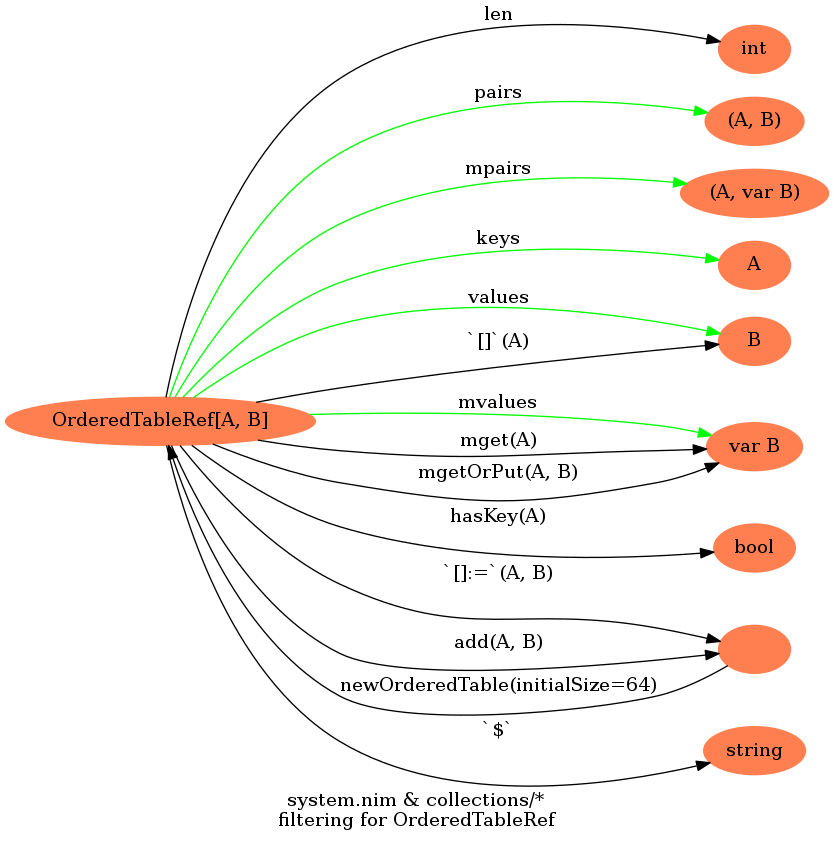 len
int
pairs
(A, B)
mpairs
(A, var B)
keys
A
values
B
`[]`(A)
OrderedTableRef[A, B]
mvalues
var B
mget(A)
mgetOrPut(A, B)
hasKey(A)
bool
`[]:=`(A, B)
add(A, B)
newOrderedTable(initialSize=64)
`$`
string
system.nim & collections/*
filtering for OrderedTableRef